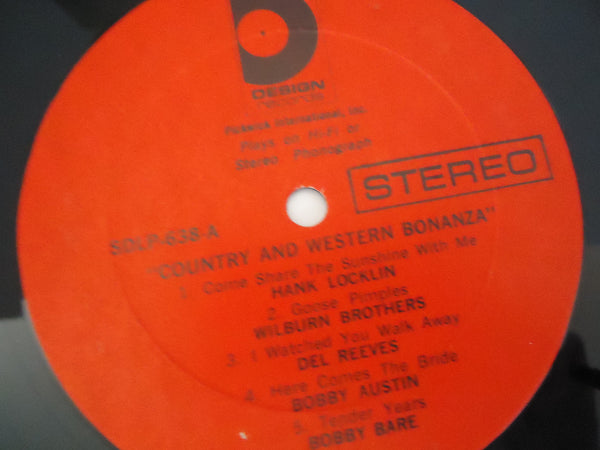 DESIGN
RECORDS
Pickwick International, Inc.
Plays on Hi-Fi or
Stereo Phonograph
STEREO
SDLP-638-A
"COUNTRY AND WESTERN BONANZA"
1. Come Share The Sunshine With Me
HANK LOCKLIN
2. Goose Pimples
WILBURN BROTHERS
3. I Watched You Walk Away
DEL REEVES
4. Here Comes The Bride
BOBBY AUSTIN
5. Tender Years
BOBBY BARE